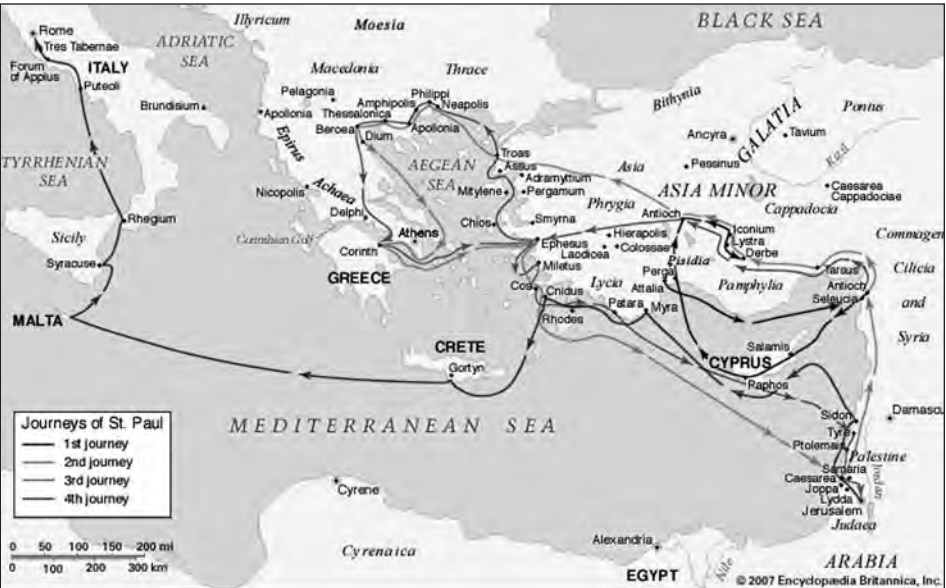 Illyricum
Moesia
BLACK SEA
Rome
Tres Tabernae
ADRIATIC
SEA
Forum
of Appius
ITALY
Puteoli
Macedonia
Thrace
Pelagonia
Philippi
Amphipolis
Neapolis
Bithynia
Pontus
Brundisium
Apollonia
Thessalonica
Beroea
Dium
Apollonia
Ancyra
GALATIA
Tavium
Epirus
Troas
Assus
Asia
Pessinus
TYRRHENIAN
SEA
AEGEAN
SEA
Adramyttium
Mitylene
Pergamum
ASIA MINOR
Caesarea
Cappadociae
Nicopolis
Achaea
Phrygia
Cappadocia
Delphi
Chios
Smyrna
Antioch
Rhegium
Athens
Hierapolis
Iconium
Lystra
Commagen
Sicily
Corinthian Gulf
Ephesus
Laodicea
Colossae
Derbe
Corinth
Miletus
Pisidia
Tarsus
Cilicia
Syracuse
GREECE
Perga
Pamphylia
Antioch
Cos
Cnidus
Lycia
Attalia
Seleucia
and
MALTA
Rhodes
Patara
Myra
Syria
CRETE
Salamis
CYPRUS
Gortyn
Paphos
Damascu
Sidon
Journeys of St. Paul
MEDITERRANEAN SEA
Tyre
1st journey
Ptolemais
Palestine
2nd journey
Samaria
3rd journey
Caesarea
Jordan
4th journey
Cyrene
Joppa
Lydda
Jerusalem
Judaea
0 50 100 150 200 mi
0 100 200 300 km
Cyrenaica
Alexandria
Nile
ARABIA
EGYPT
© 2007 Encyclopædia Britannica, Inc.